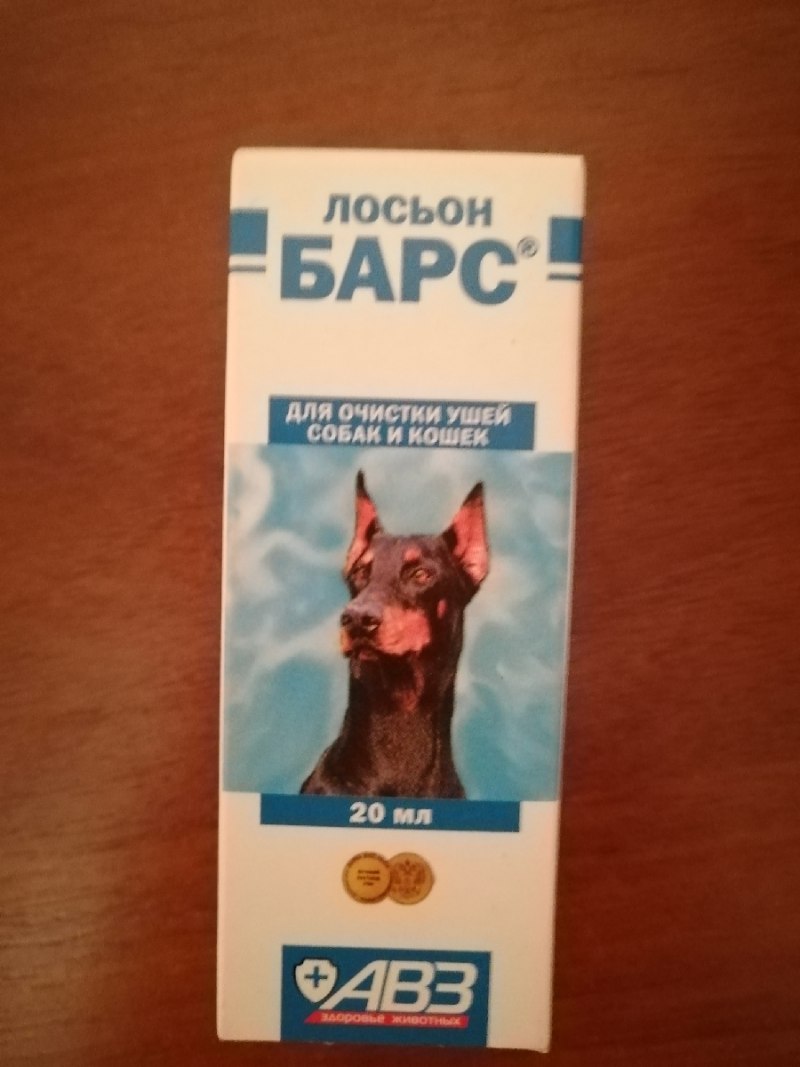 ЛОСЬОН
БАРС®
ДЛЯ ОЧИСТКИ УШЕЙ
СОБАК И КОШЕК
20 мл
АВЗ
здоровье животных